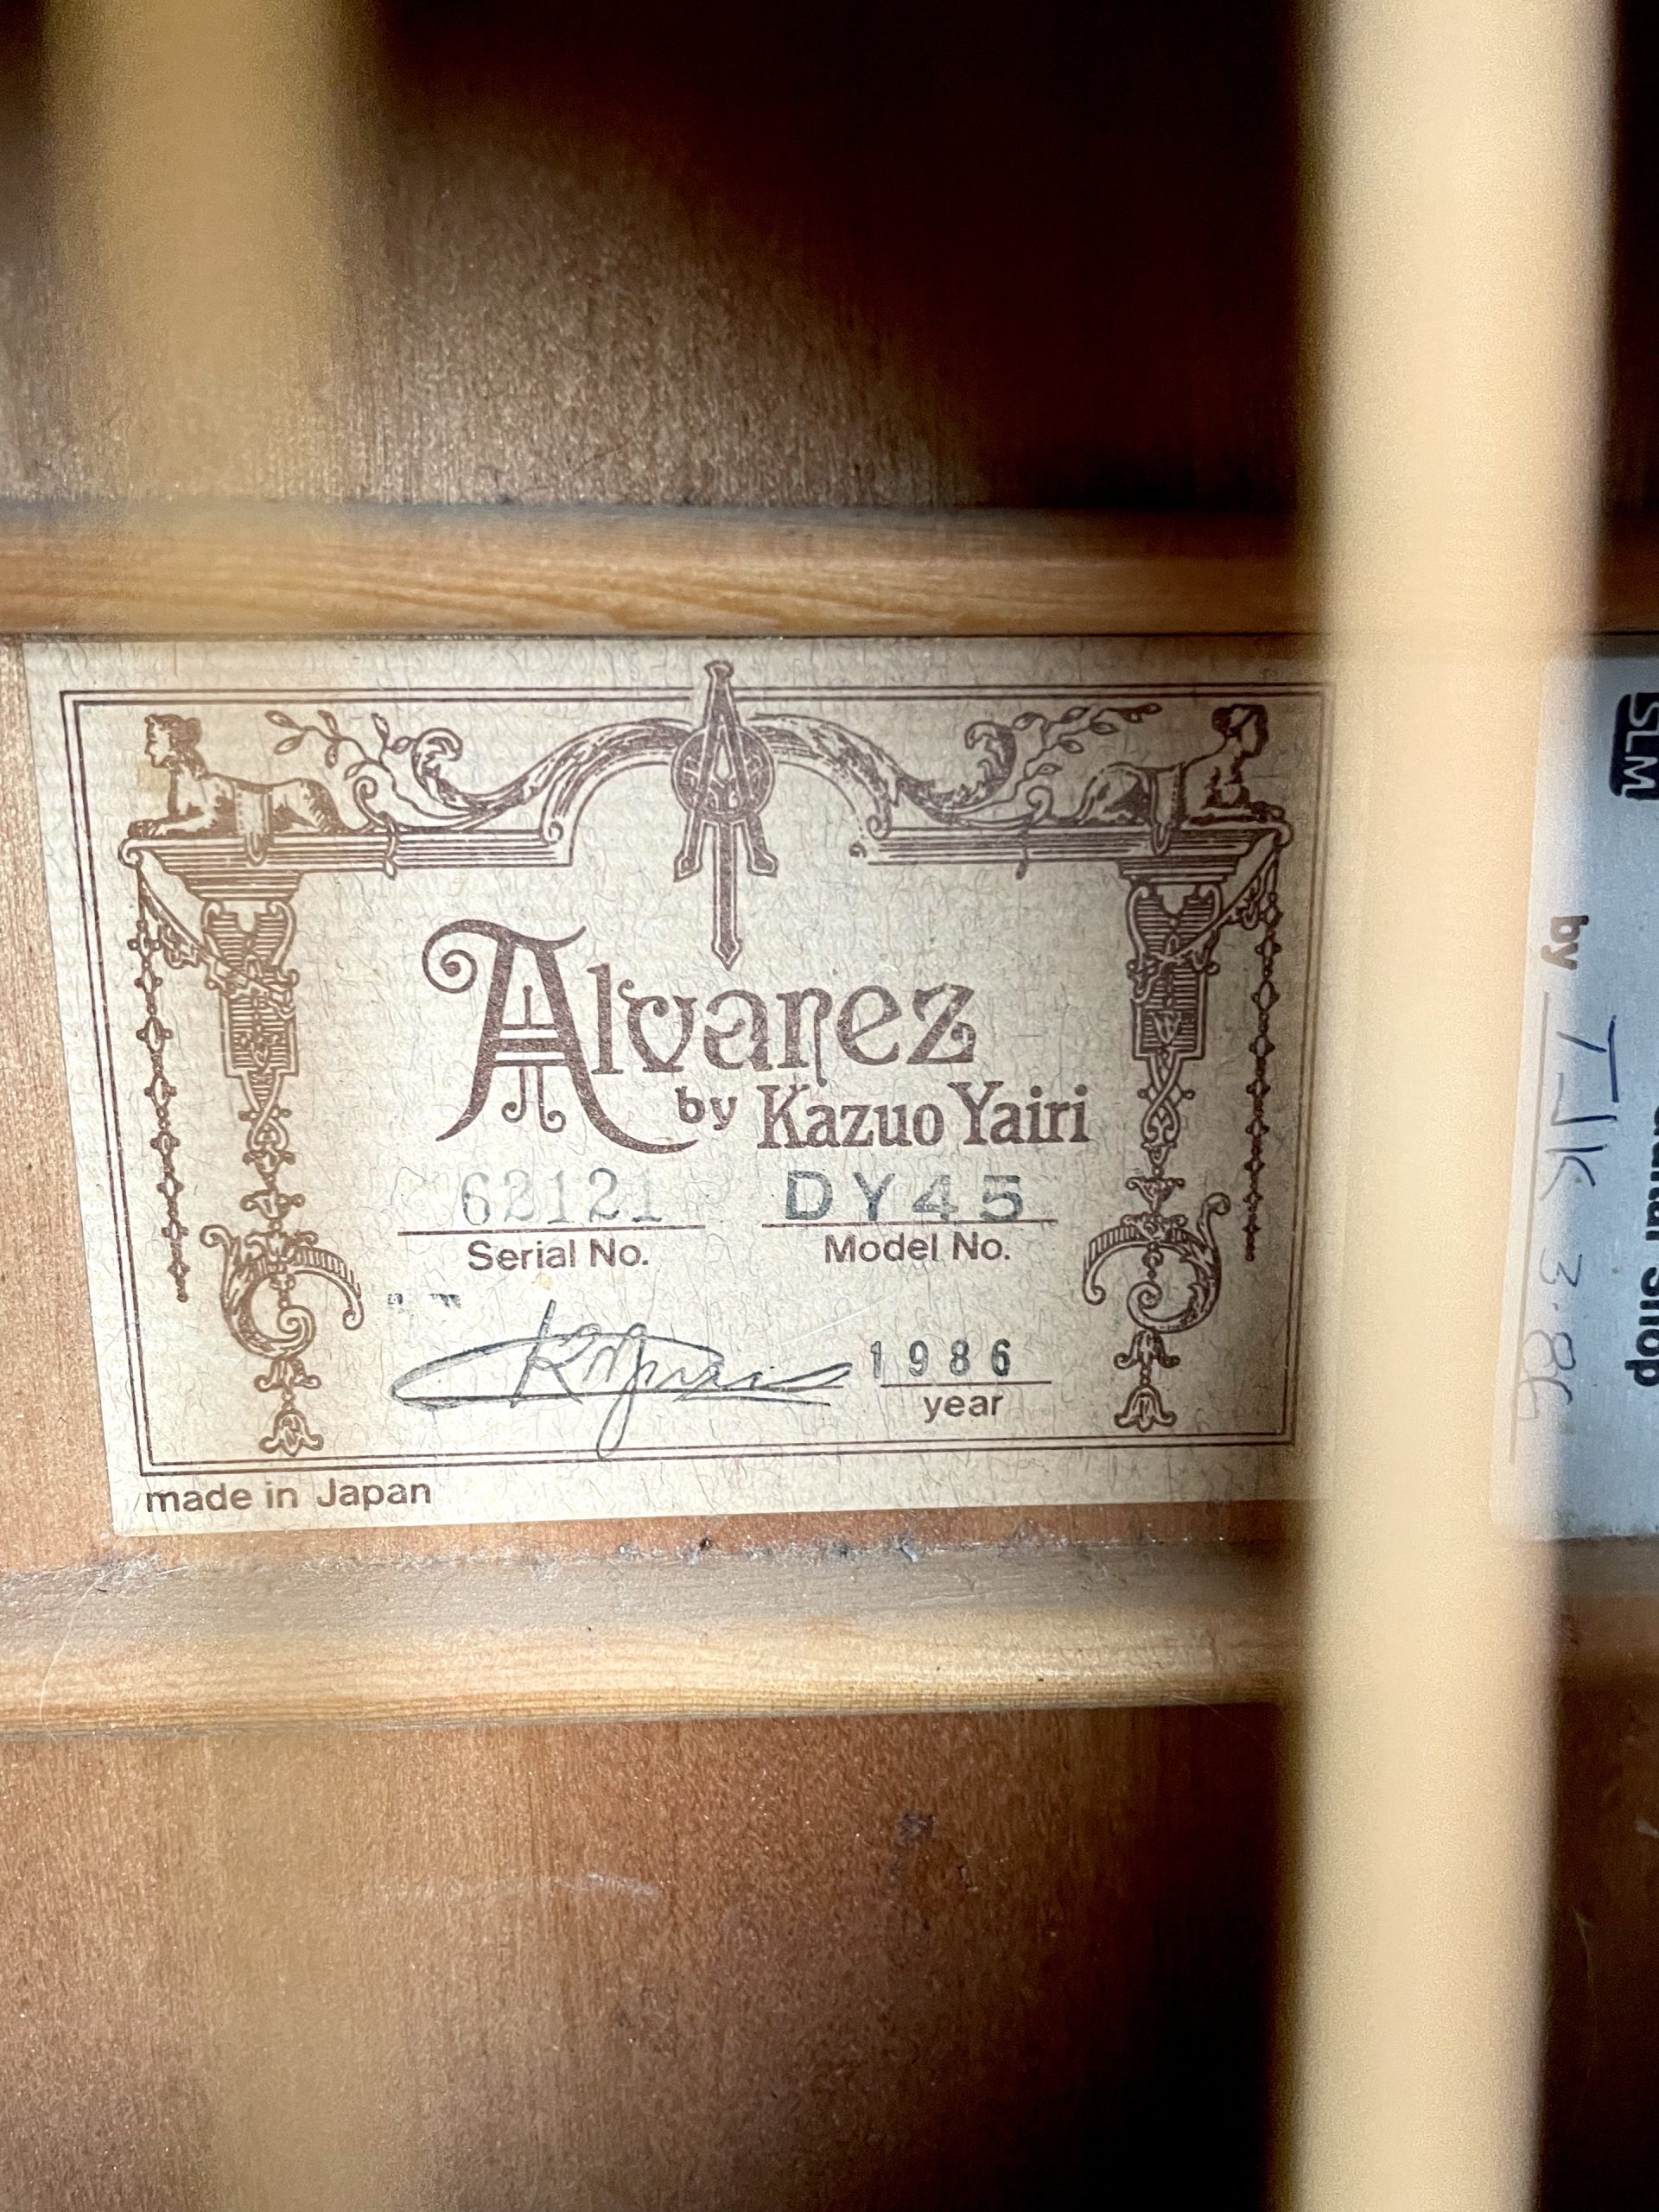 Alvarez
by Kazuo Yairi
62121 DY45
Serial No. Model No.
1986
year
made in Japan
SLM
Shop
by TJK 3.86